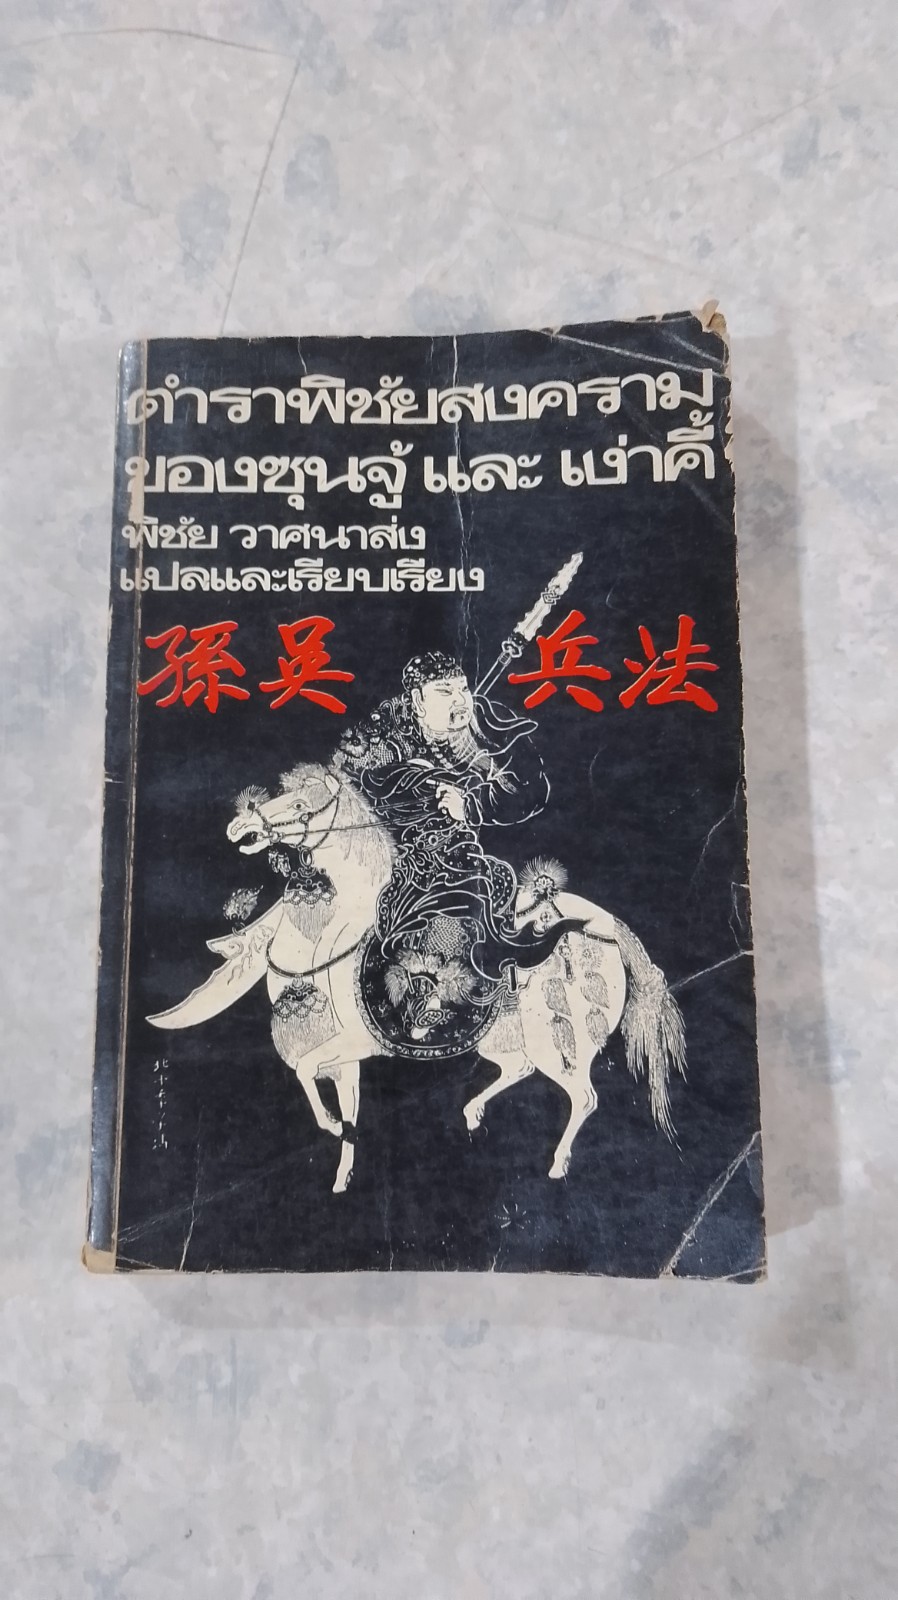 ตำราพิชัยสงคราม
ของซุนจู้ และ เง่าคี้
พิชัย วาศนาส่ง
แปลและเรียบเรียง
孫吳 兵法